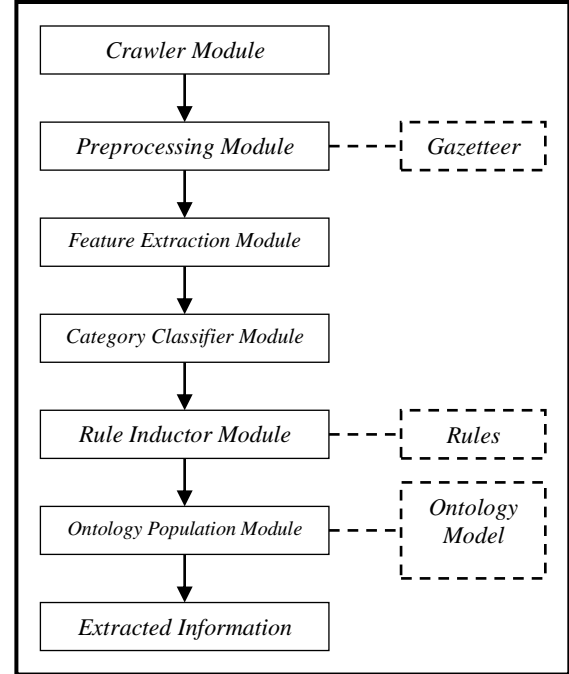 Crawler Module
Preprocessing Module
Gazetteer
Feature Extraction Module
Category Classifier Module
Rule Inductor Module
Rules
Ontology Population Module
Ontology
Model
Extracted Information